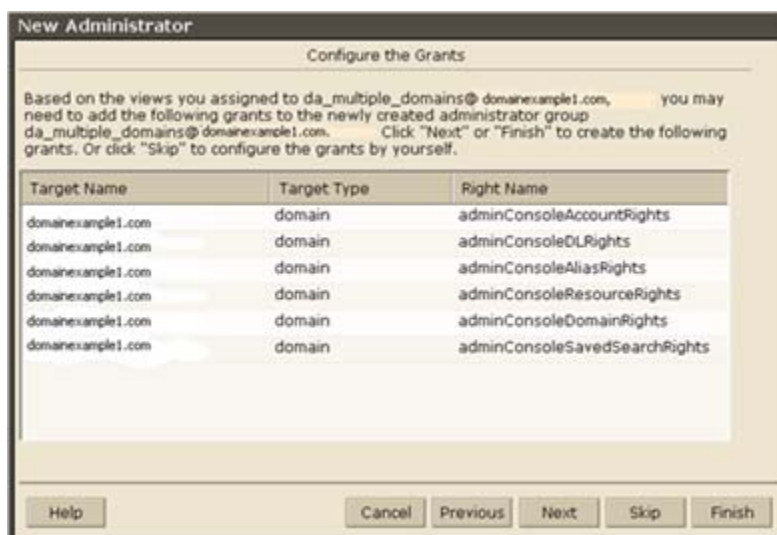 New Administrator
Configure the Grants
Based on the views you assigned to da_multiple_domains@ domainexample1.com, you may
need to add the following grants to the newly created administrator group
da_multiple_domains@ domainexample1.com. Click "Next" or "Finish" to create the following
grants. Or click "Skip" to configure the grants by yourself.
Target Name Target Type Right Name
domainexample1.com domain adminConsoleAccountRights
domainexample1.com domain adminConsoleDLRights
domainexample1.com domain adminConsoleAliasRights
domainexample1.com domain adminConsoleResourceRights
domainexample1.com domain adminConsoleDomainRights
domainexample1.com domain adminConsoleSavedSearchRights
Help Cancel Previous Next Skip Finish